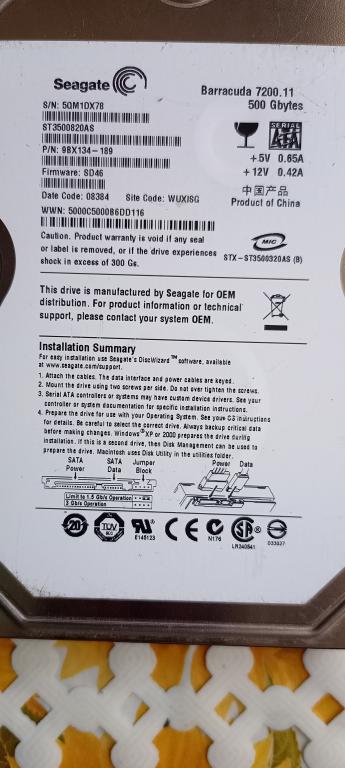 Seagate
Barracuda 7200.11
500 Gbytes
S/N: 5QM1DX78
ST3500820AS
P/N: 9BX134-189
Firmware: SD46
Date Code: 08384 Site Code: WUXISG
WWN: 5000C500086DD116
SERIAL
ATA
+5V 0.65A
+12V 0.42A
中国产品
Product of China
Caution. Product warranty is void if any seal
or label is removed, or if the drive experiences
shock in excess of 300 Gs.
MIC
STX-ST3500320AS (B)
This drive is manufactured by Seagate for OEM
distribution. For product information or technical
support, please contact your system OEM.
Installation Summary
For easy installation use Seagate's DiscWizard™ software, available
at www.seagate.com/support.
1. Attach the cables. The data interface and power cables are keyed.
2. Mount the drive using two screws per side. Do not over tighten the screws.
3. Serial ATA controllers or systems may have custom device drivers. See your
controller or system documentation for specific installation instructions.
4. Prepare the drive for use with your Operating System. See your OS instructions
for details. Be careful to select the correct drive. Always backup critical data
before making changes. Windows® XP or 2000 prepares the drive during
installation. If this is a second drive, then Disk Management can be used to
prepare the drive. Macintosh uses Disk Utility in the utilities folder.
SATA Power
SATA Data
Jumper Block
Power Data
Limit to 1.5 Gb/s Operation
3 Gb/s Operation
20
TUV
E145123
CE
N176
LR240541